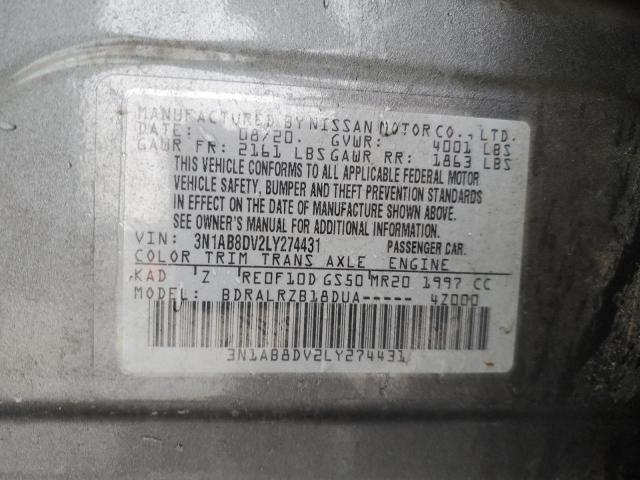 MANUFACTURED BY NISSAN MOTOR CO., LTD.
DATE: 08/20. GVWR: 4001 LBS
GAWR FR: 2161 LBS GAWR RR: 1863 LBS
THIS VEHICLE CONFORMS TO ALL APPLICABLE FEDERAL MOTOR
VEHICLE SAFETY, BUMPER AND THEFT PREVENTION STANDARDS
IN EFFECT ON THE DATE OF MANUFACTURE SHOWN ABOVE.
SEE OWNER'S MANUAL FOR ADDITIONAL INFORMATION.
VIN: 3N1AB8DV2LY274431 PASSENGER CAR.
COLOR TRIM TRANS AXLE ENGINE
KAD Z RE0F10D GS50 MR20 1997 CC
MODEL: BDRALRZB18DUA----- 4Z000
3N1AB8DV2LY274431